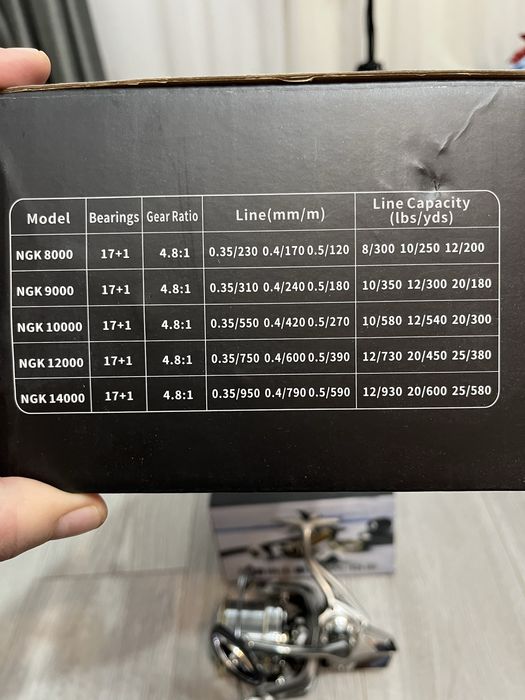 Model Bearings Gear Ratio Line(mm/m) Line Capacity (lbs/yds)
NGK 8000 17+1 4.8:1 0.35/230 0.4/170 0.5/120 8/300 10/250 12/200
NGK 9000 17+1 4.8:1 0.35/310 0.4/240 0.5/180 10/350 12/300 20/180
NGK 10000 17+1 4.8:1 0.35/550 0.4/420 0.5/270 10/580 12/540 20/300
NGK 12000 17+1 4.8:1 0.35/750 0.4/600 0.5/390 12/730 20/450 25/380
NGK 14000 17+1 4.8:1 0.35/950 0.4/790 0.5/590 12/930 20/600 25/580